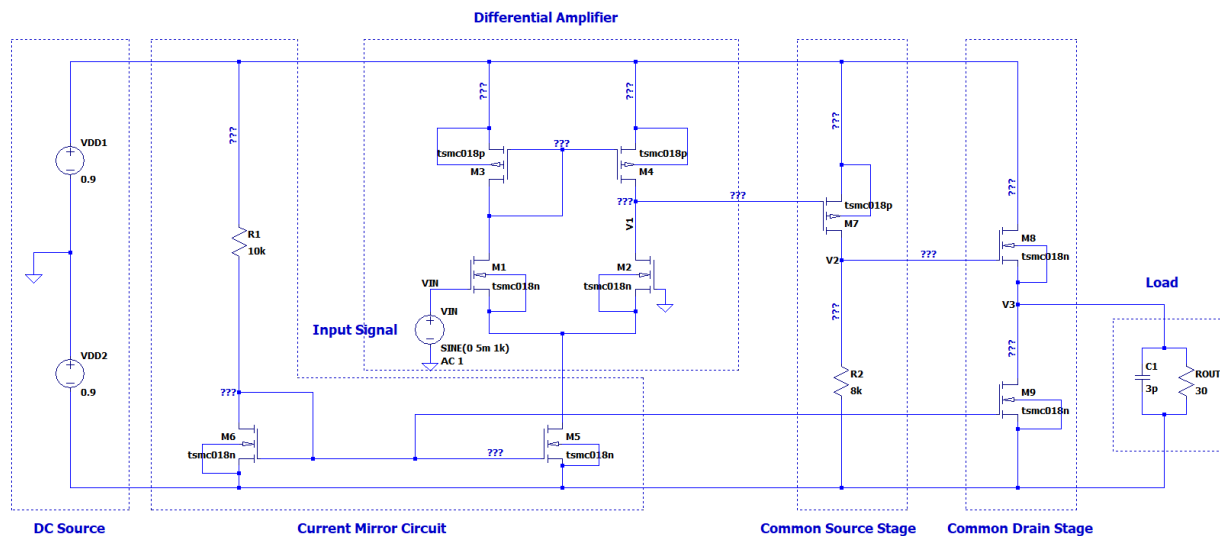 Differential Amplifier
VDD1
0.9
???
???
???
???
???
tsmc018p
M3
tsmc018p
M4
???
???
V1
tsmc018p
M7
???
R1
10k
M1
tsmc018n
M2
tsmc018n
V2
???
M8
tsmc018n
VIN
VIN
Input Signal
SINE(0 5m 1k)
AC 1
V3
Load
VDD2
0.9
???
R2
8k
???
C1
3p
ROUT
30
???
M6
tsmc018n
???
M5
tsmc018n
M9
tsmc018n
DC Source
Current Mirror Circuit
Common Source Stage
Common Drain Stage